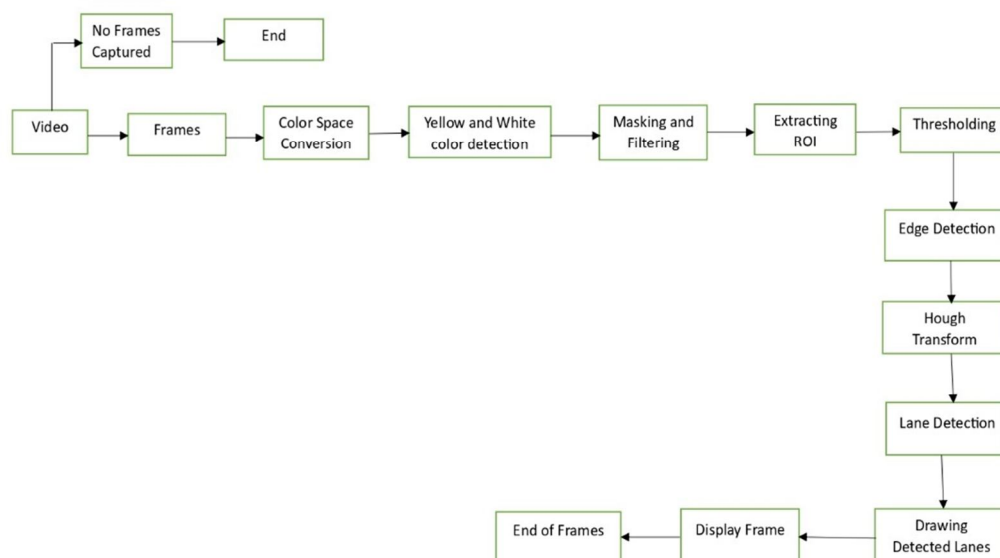 No Frames
Captured
End
Video
Frames
Color Space
Conversion
Yellow and White
color detection
Masking and
Filtering
Extracting
ROI
Thresholding
Edge Detection
Hough
Transform
Lane Detection
Drawing
Detected Lanes
Display Frame
End of Frames